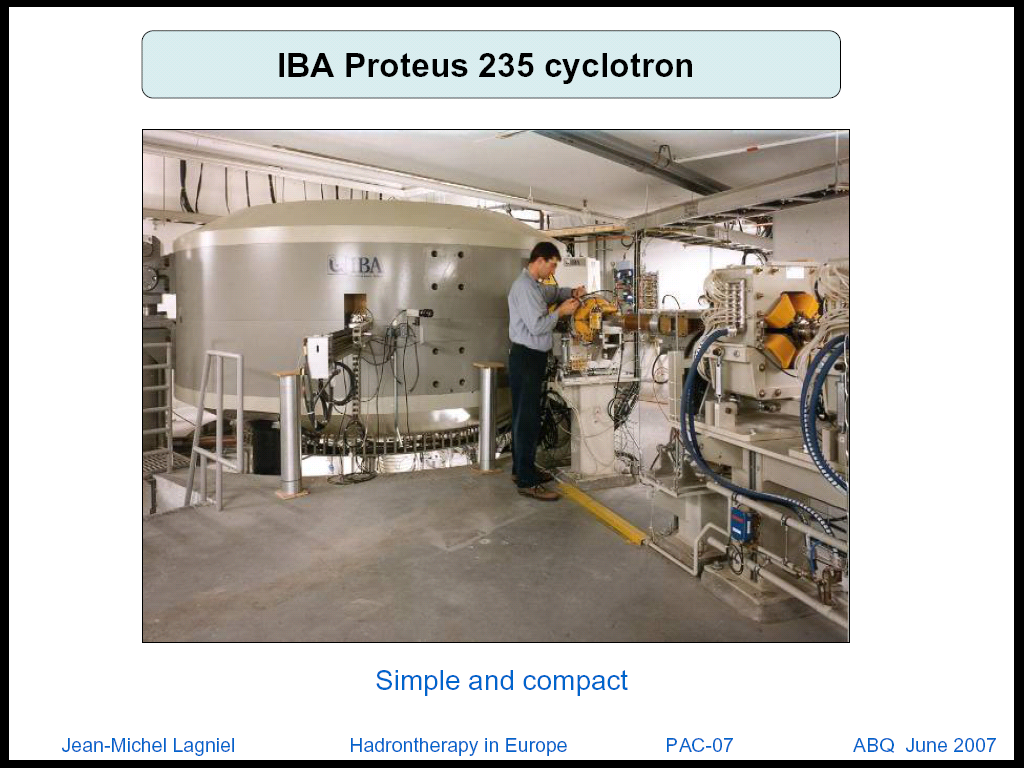 IBA Proteus 235 cyclotron
IBA
Simple and compact
Jean-Michel Lagniel Hadrontherapy in Europe PAC-07 ABQ June 2007